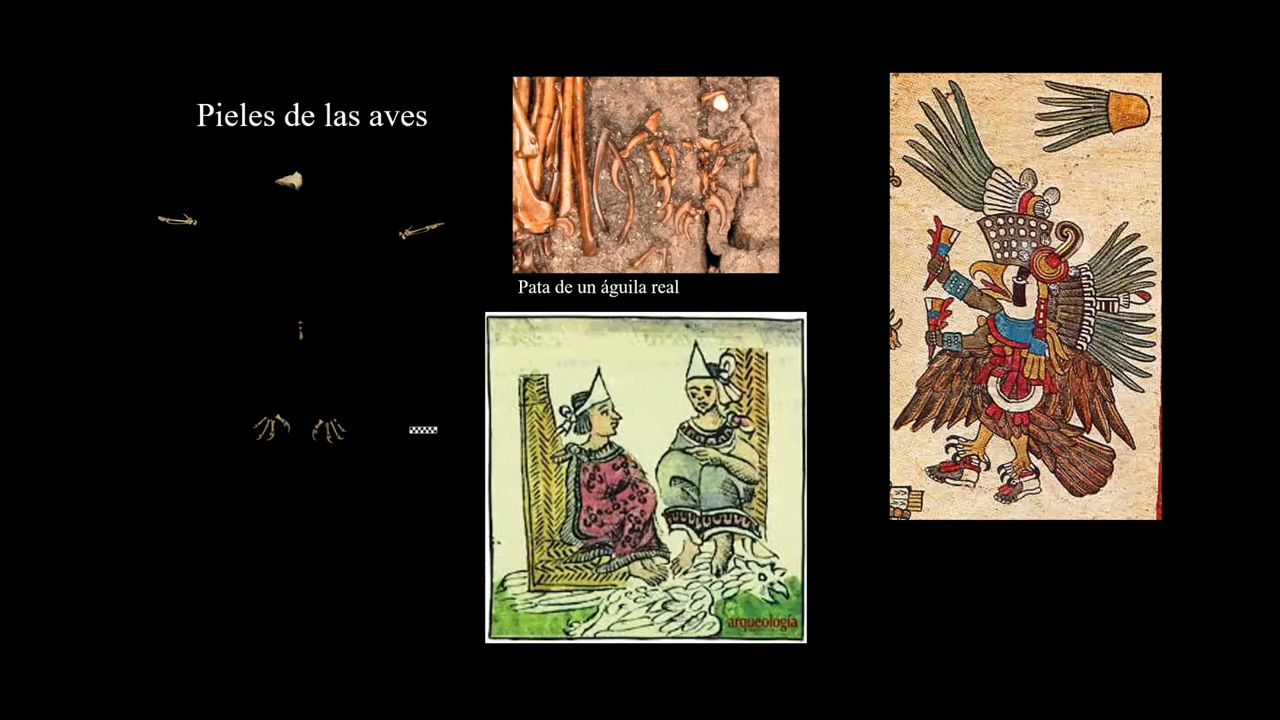 Pieles de las aves
Pata de un águila real
arqueología